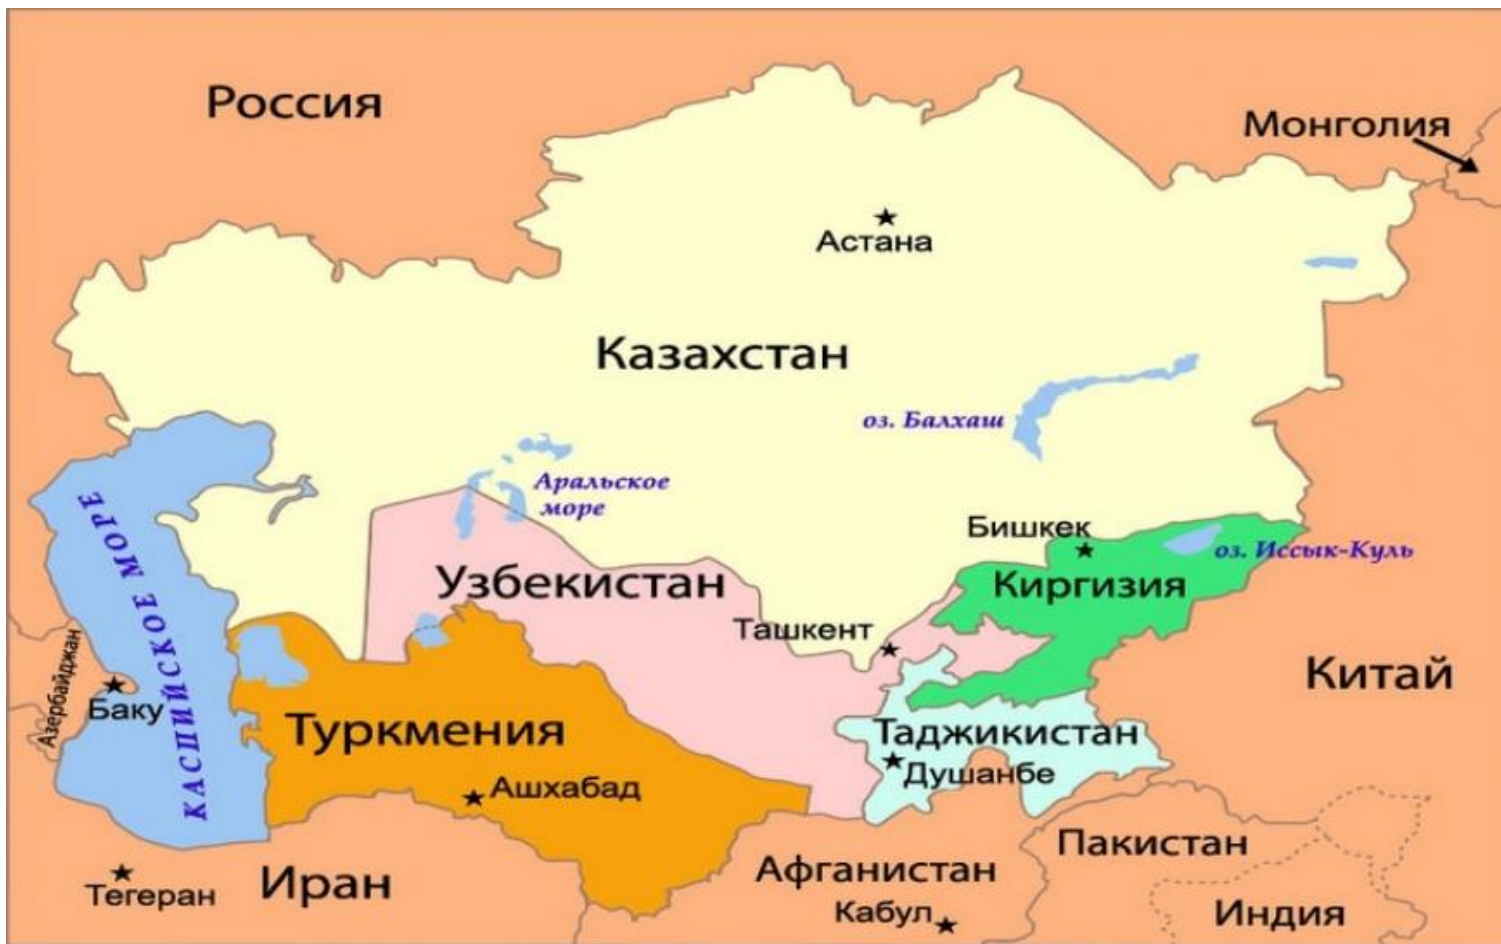 Россия
Монголия
Астана
Казахстан
оз. Балхаш
Аральское
море
КАСПИЙСКОЕ МОРЕ
Бишкек
оз. Иссык-Куль
Узбекистан
Киргизия
Ташкент
Азербайджан
Баку
Китай
Туркмения
Таджикистан
Душанбе
Ашхабад
Пакистан
Афганистан
Иран
Тегеран
Кабул
Индия